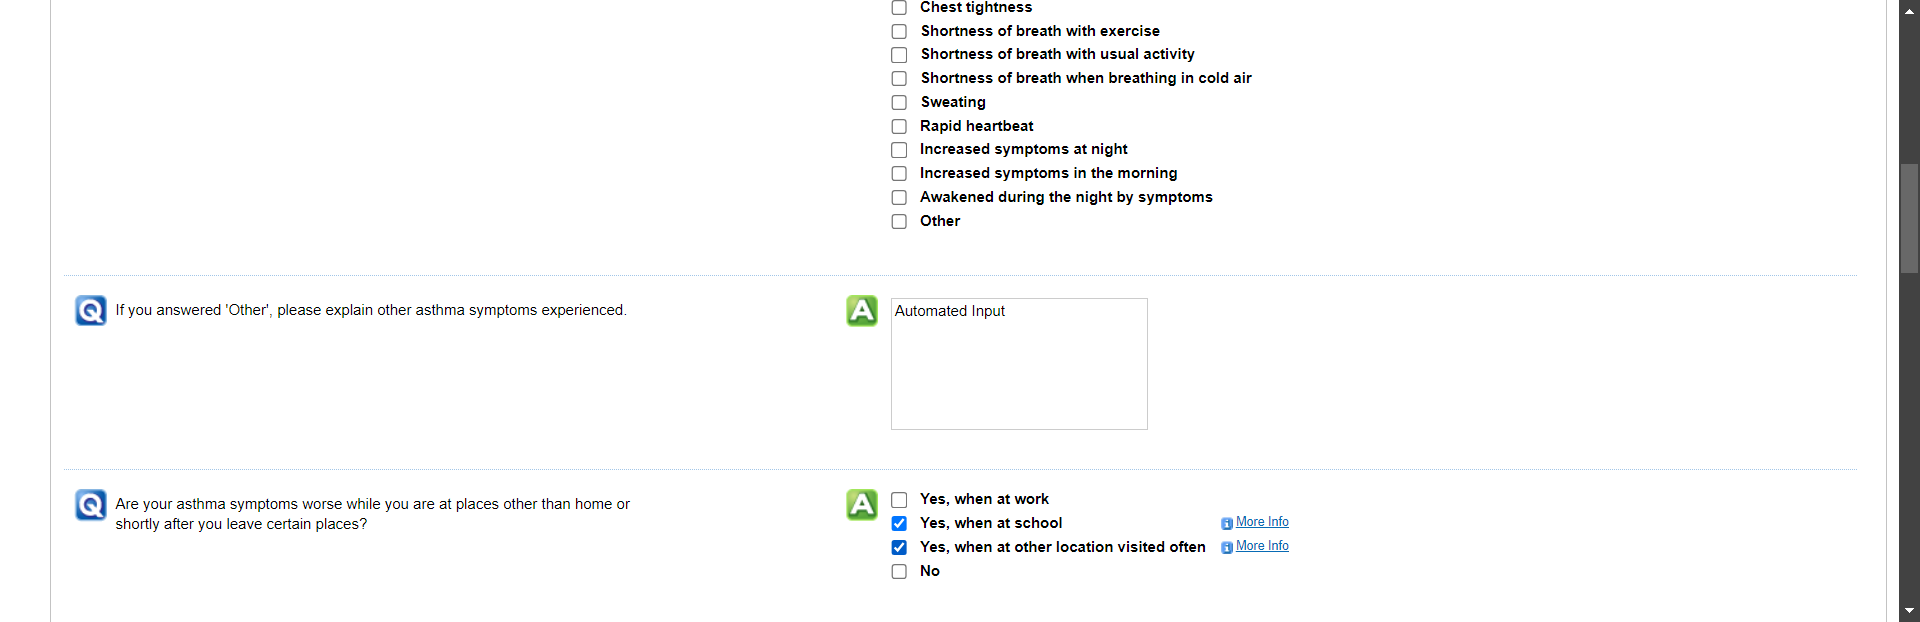 Chest tightness
Shortness of breath with exercise
Shortness of breath with usual activity
Shortness of breath when breathing in cold air
Sweating
Rapid heartbeat
Increased symptoms at night
Increased symptoms in the morning
Awakened during the night by symptoms
Other
Q If you answered 'Other', please explain other asthma symptoms experienced.
A Automated Input
Q Are your asthma symptoms worse while you are at places other than home or
shortly after you leave certain places?
A Yes, when at work
Yes, when at school i More Info
Yes, when at other location visited often i More Info
No